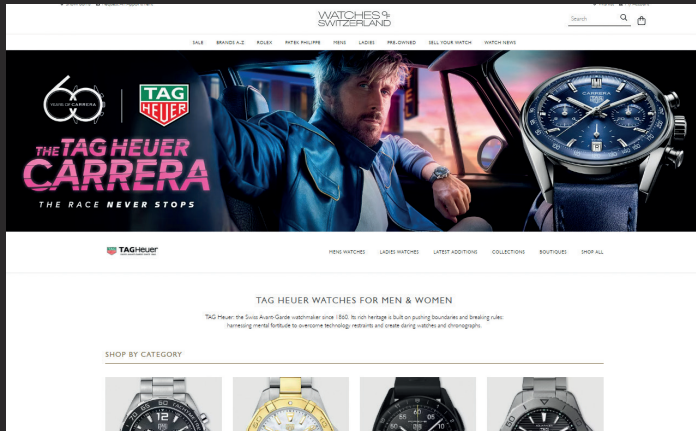 WATCHES OF
SWITZERLAND
Search
SALE BRANDS A-Z ROLEX PATEK PHILIPPE MENS LADIES PRE-OWNED SELL YOUR WATCH WATCH NEWS
60
YEARS OF CARRERA
TAG
HEUER
THE TAG HEUER
CARRERA
THE RACE NEVER STOPS
CARRERA
TAGHeuer
MENS WATCHES LADIES WATCHES LATEST ADDITIONS COLLECTIONS BOUTIQUES SHOP ALL
TAG HEUER WATCHES FOR MEN & WOMEN
TAG Heuer: the Swiss Avant-Garde watchmaker since 1860. Its rich heritage is built on pushing boundaries and breaking rules:
harnessing mental fortitude to overcome technology restraints and create daring watches and chronographs.
SHOP BY CATEGORY